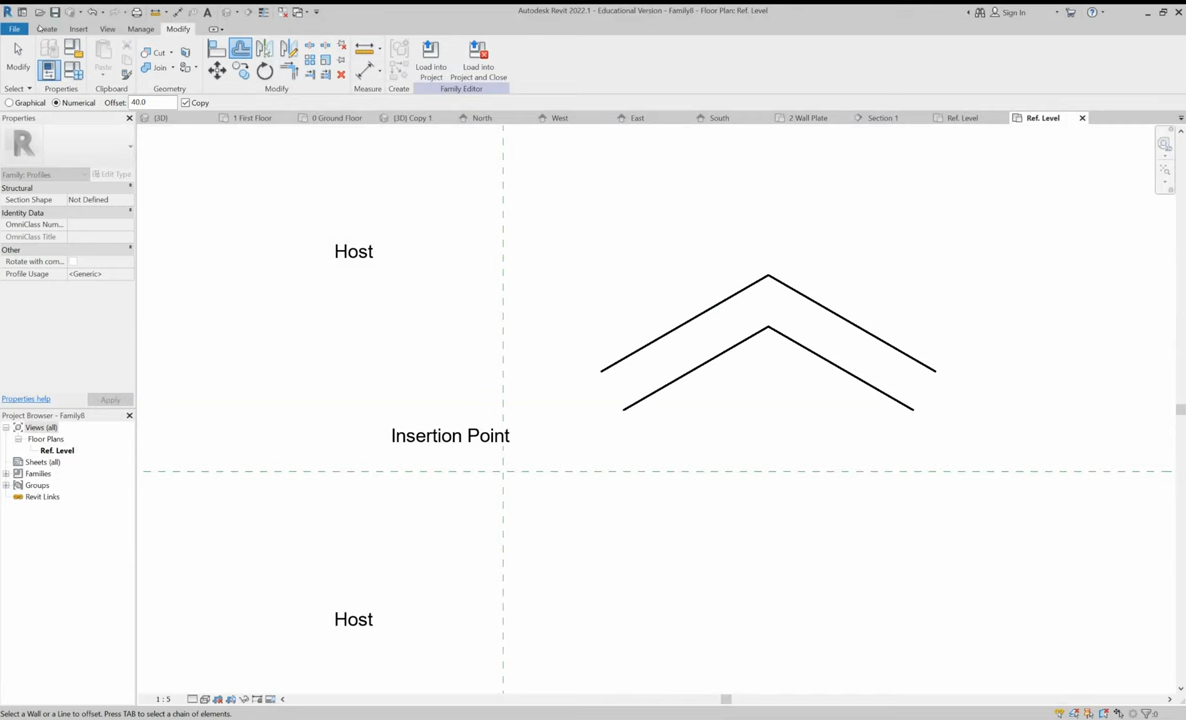 Autodesk Revit 2022.1 - Educational Version - Family8 - Floor Plan: Ref. Level
Sign In
File Create Insert View Manage Modify
Modify
Paste
Cut
Join
Load into
Project
Load into
Project and Close
Select Properties Clipboard Geometry Modify Measure Create Family Editor
Graphical Numerical Offset: 40.0 Copy
Properties
(3D) 1 First Floor 0 Ground Floor (3D) Copy 1 North West East South 2 Wall Plate Section 1 Ref. Level Ref. Level
Family: Profiles Edit Type
Structural
Section Shape Not Defined
Identity Data
OmniClass Num...
OmniClass Title
Other
Rotate with com...
Profile Usage <Generic>
Properties help Apply
Project Browser - Family8
Views (all)
Floor Plans
Ref. Level
Sheets (all)
Families
Groups
Revit Links
Host
Insertion Point
Host
1 : 5
Select a Wall or a Line to offset. Press TAB to select a chain of elements.
:0